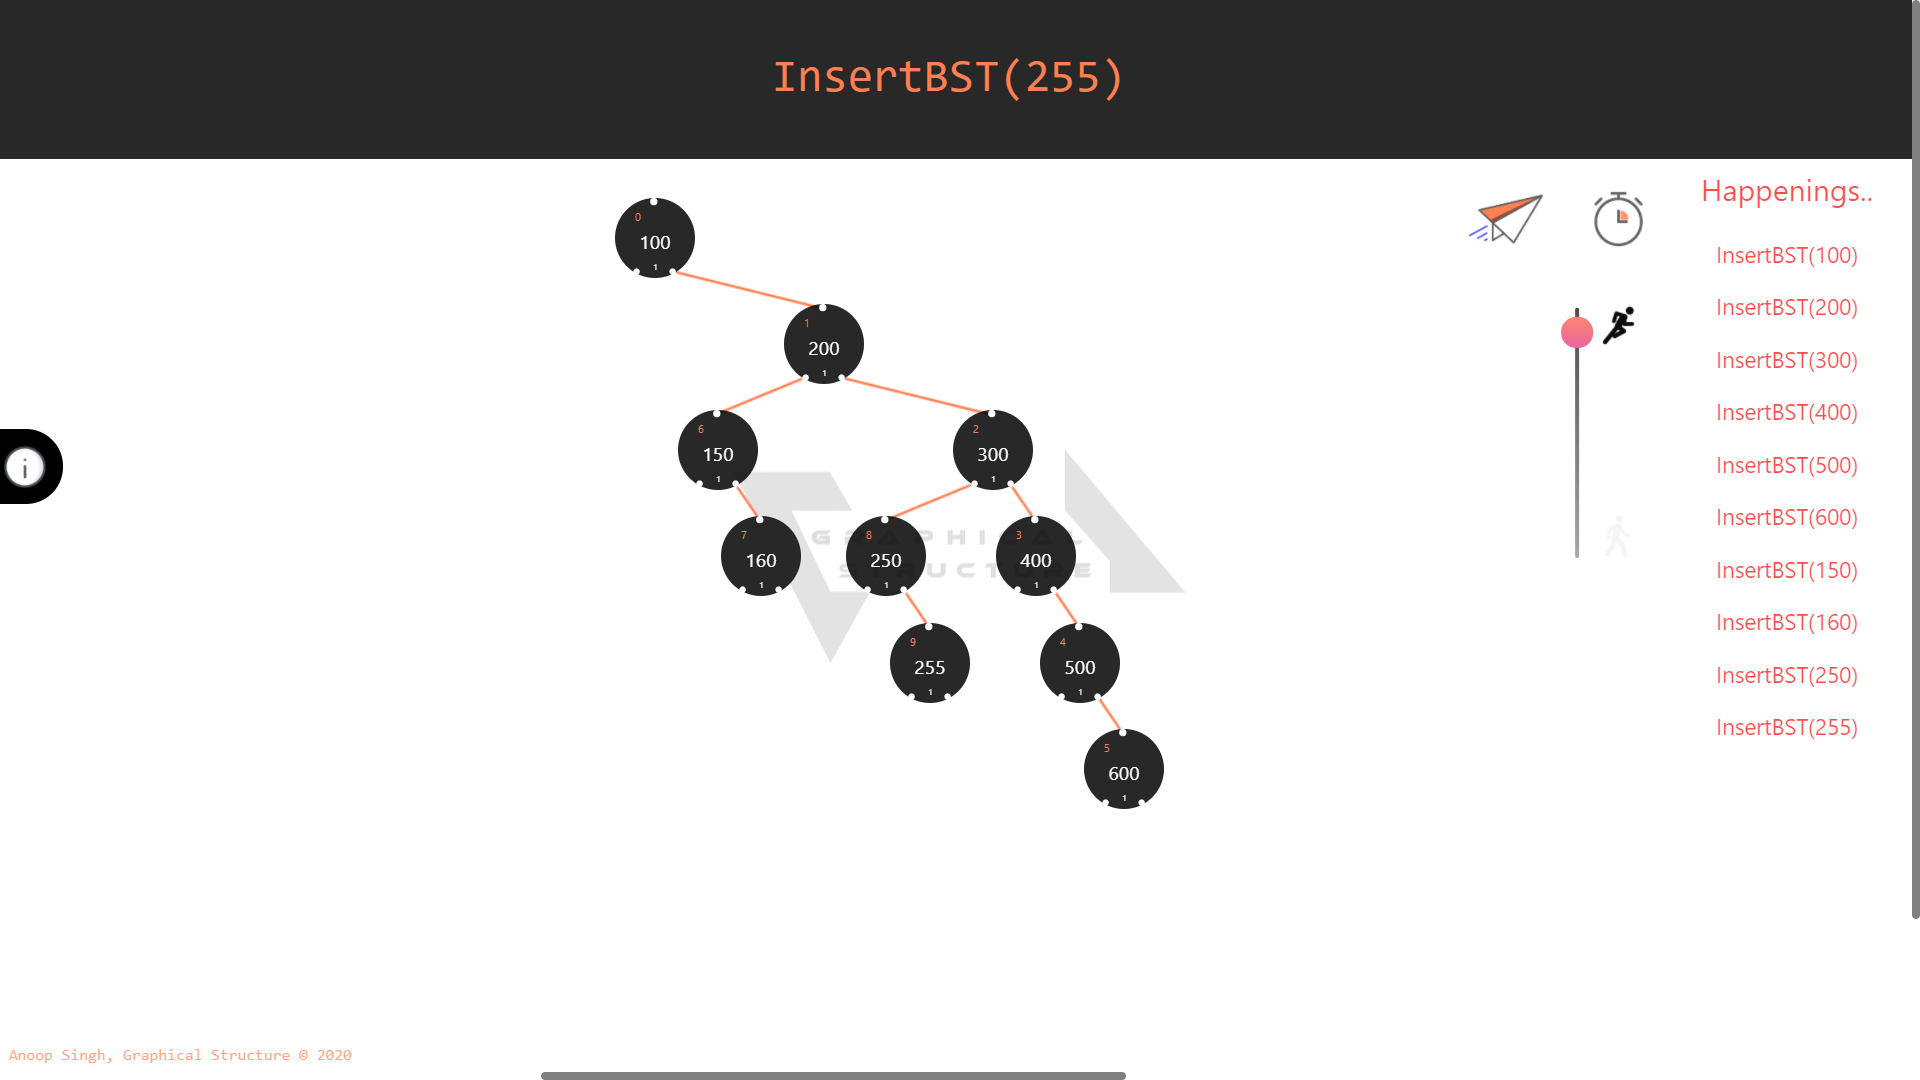 InsertBST(255)
Happenings..
InsertBST(100)
InsertBST(200)
InsertBST(300)
InsertBST(400)
InsertBST(500)
InsertBST(600)
InsertBST(150)
InsertBST(160)
InsertBST(250)
InsertBST(255)
0
100
1
1
200
1
6
150
1
2
300
1
7
160
1
8
250
1
3
400
1
GRAPHICAL
STRUCTURE
9
255
1
4
500
1
5
600
1
i
Anoop Singh, Graphical Structure © 2020